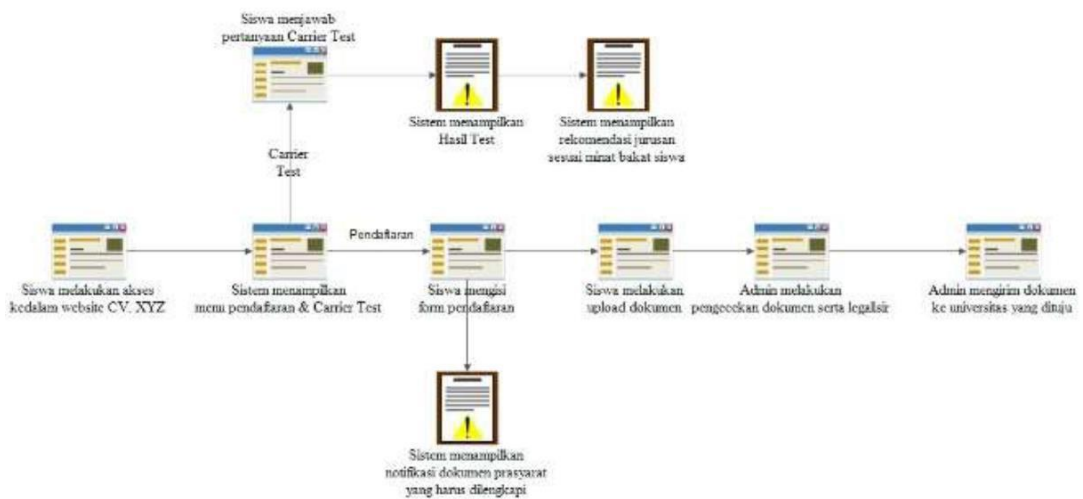 Siswa menjawab
pertanyaan Carrier Test
Sistem menampilkan
Hasil Test
Sistem menampilkan
rekomendasi jurusan
sesuai minat bakat siswa
Carrier
Test
Siswa melakukan akses
kedalam website CV. XYZ
Sistem menampilkan
menu pendaftaran & Carrier Test
Pendaftaran
Siswa mengisi
form pendaftaran
Siswa melakukan
upload dokumen
Admin melakukan
pengecekan dokumen serta legalisir
Admin mengirim dokumen
ke universitas yang dituju
Sistem menampilkan
notifikasi dokumen prasyarat
yang harus dilengkapi